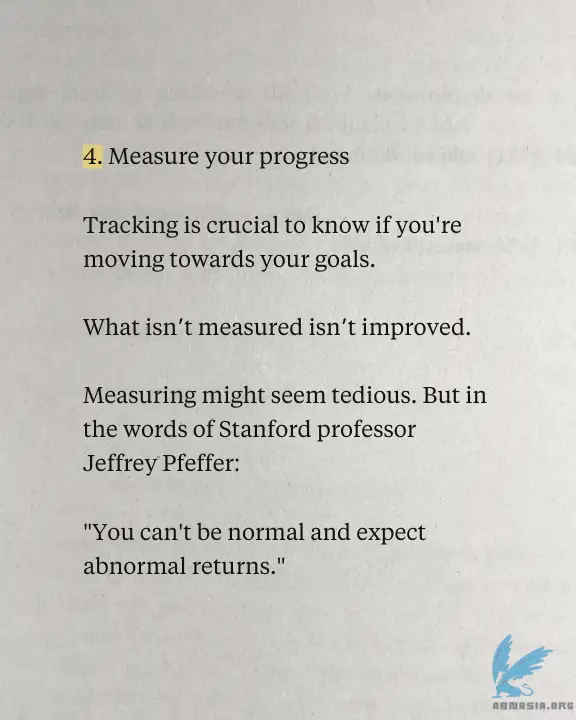 4. Measure your progress
Tracking is crucial to know if you're
moving towards your goals.
What isn’t measured isn’t improved.
Measuring might seem tedious. But in
the words of Stanford professor
Jeffrey Pfeffer:
"You can't be normal and expect
abnormal returns."
ABNASIA.ORG